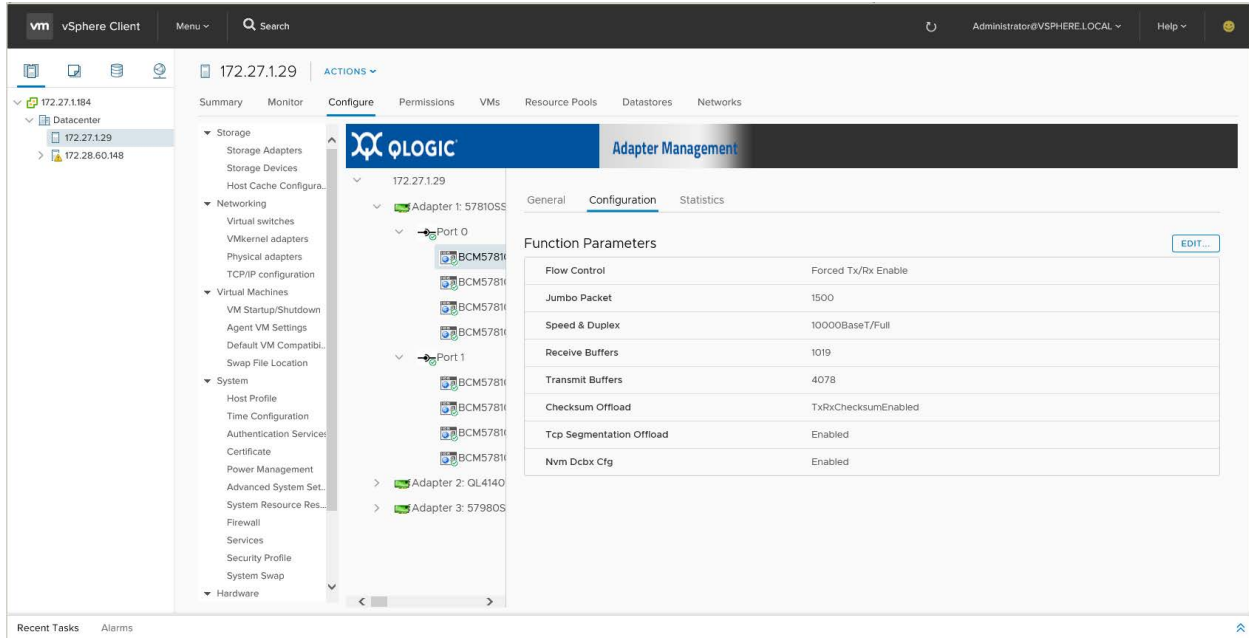 vm vSphere Client Menu Search Administrator@VSPHERE.LOCAL Help
172.27.1.184
Datacenter
172.27.1.29
172.28.60.148
172.27.1.29 ACTIONS
Summary Monitor Configure Permissions VMs Resource Pools Datastores Networks
Storage
Storage Adapters
Storage Devices
Host Cache Configura..
Networking
Virtual switches
VMkernel adapters
Physical adapters
TCP/IP configuration
Virtual Machines
VM Startup/Shutdown
Agent VM Settings
Default VM Compatibi..
Swap File Location
System
Host Profile
Time Configuration
Authentication Services
Certificate
Power Management
Advanced System Set..
System Resource Res...
Firewall
Services
Security Profile
System Swap
Hardware
QLOGIC Adapter Management
172.27.1.29
Adapter 1: 57810SS
Port 0
BCM5781
BCM5781
BCM5781
BCM5781
Port 1
BCM5781
BCM5781
BCM5781
BCM5781
Adapter 2: QL4140
Adapter 3: 57980S
General Configuration Statistics
Function Parameters EDIT...
Flow Control Forced Tx/Rx Enable
Jumbo Packet 1500
Speed & Duplex 10000BaseT/Full
Receive Buffers 1019
Transmit Buffers 4078
Checksum Offload TxRxChecksumEnabled
Tcp Segmentation Offload Enabled
Nvm Dcbx Cfg Enabled
Recent Tasks Alarms